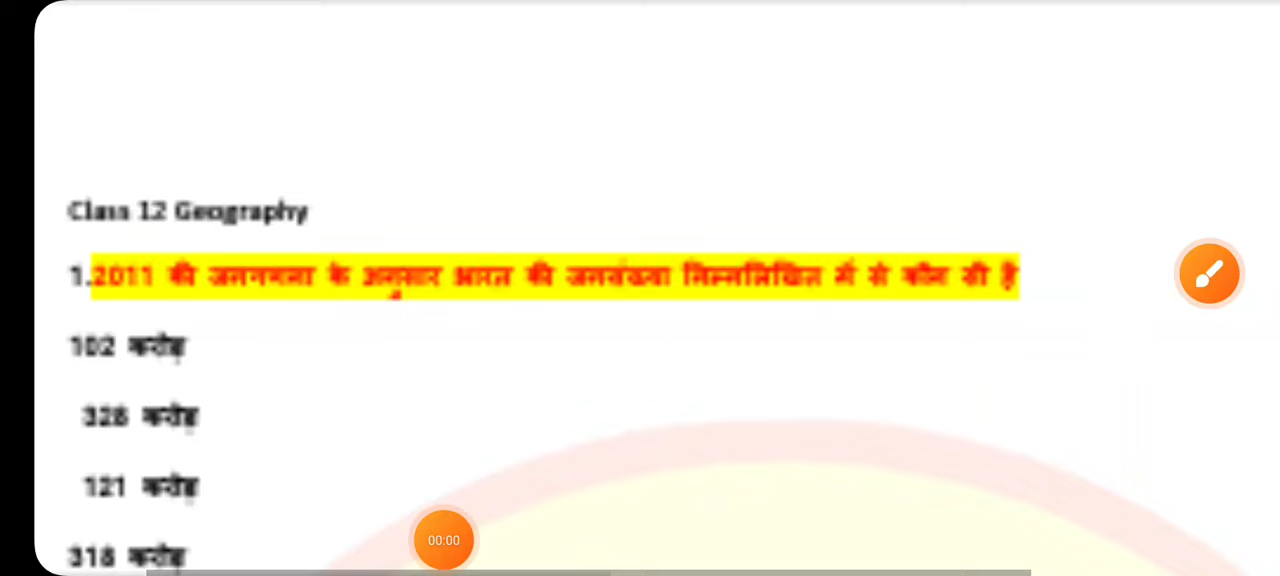 Class 12 Geography
1.2011 की जनगणना के अनुसार भारत की जनसंख्या निम्नलिखित में से कौन सी है
102 करोड़
328 करोड़
121 करोड़
318 करोड़
00:00